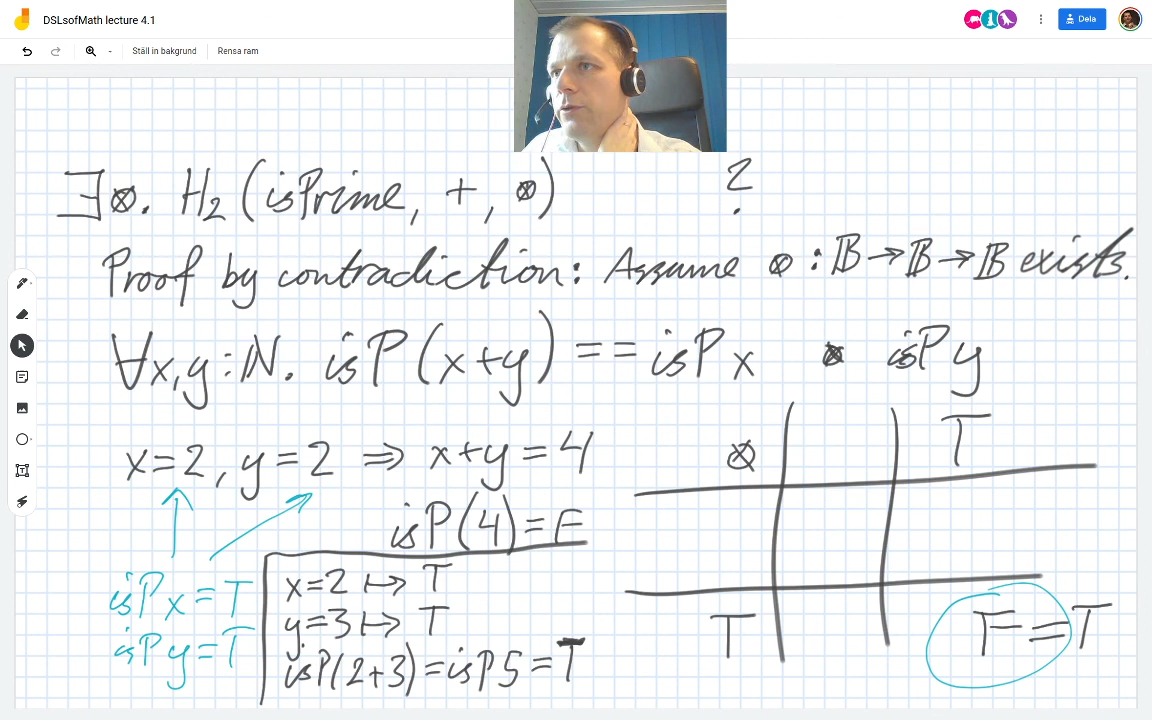 DSLsofMath lecture 4.1
Dela
Ställ in bakgrund Rensa ram
∃⊗. H₂ (isPrime, +, ⊗) ?
Proof by contradiction: Assume ⊗ : 𝔹→𝔹→𝔹 exists.
∀x,y : ℕ. isP (x+y) == isP x ⊗ isP y
x=2, y=2 ⇒ x+y = 4
isP(4) = F
isP x = T
isP y = T
x=2 ↦ T
y=3 ↦ T
isP(2+3) = isP 5 = T
⊗ T
T F = T